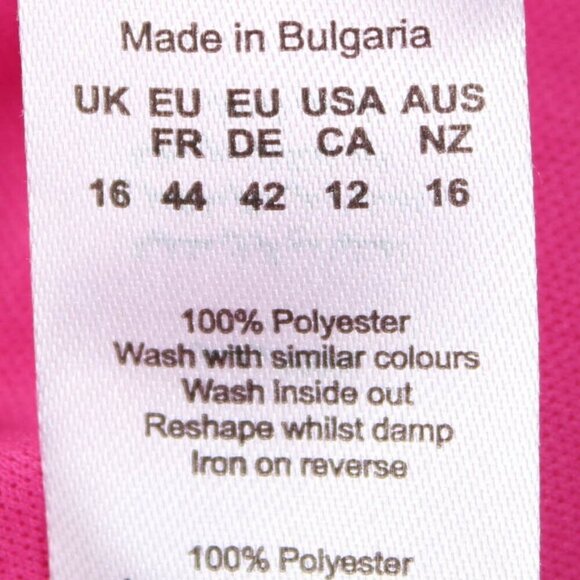 Made in Bulgaria
UK EU EU USA AUS
FR DE CA NZ
16 44 42 12 16
100% Polyester
Wash with similar colours
Wash inside out
Reshape whilst damp
Iron on reverse
100% Polyester